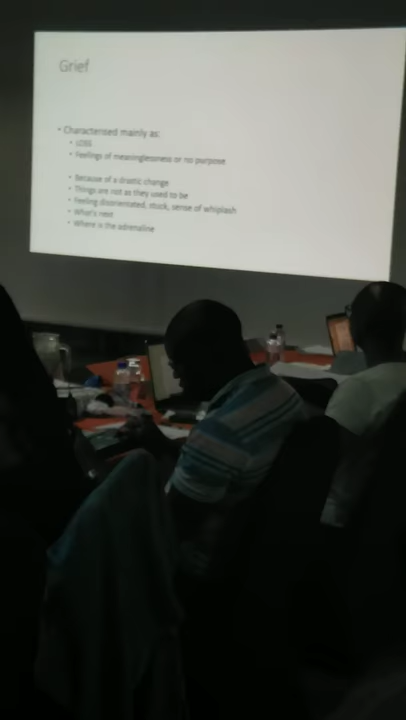 Grief
• Characterised mainly as:
• LOSS
• Feelings of meaninglessness or no purpose
• Because of a drastic change
• Things are not as they used to be
• Feeling disorientated, stuck, sense of whiplash
• What's next
• Where is the adrenaline